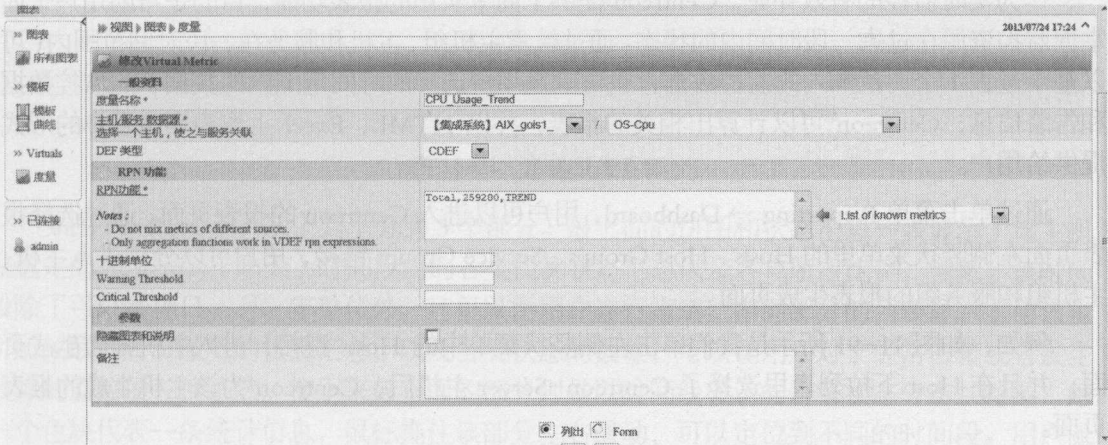 图表
>> 图表
所有图表
>> 模板
模板
曲线
>> Virtuals
度量
>> 已连接
admin
视图 图表 度量
2013/07/24 17:24
修改Virtual Metric
一般资料
度量名称 *
CPU_Usage_Trend
主机/服务 数据源 *
选择一个主机，使之与服务关联
【集成系统】AIX_gois1_ / OS-Cpu
DEF 类型
CDEF
RPN 功能
RPN功能 *
Total,259200,TREND
List of known metrics
Notes :
- Do not mix metrics of different sources.
- Only aggregation functions work in VDEF rpn expressions.
十进制单位
Warning Threshold
Critical Threshold
参数
隐藏图表和说明
备注
列出 Form